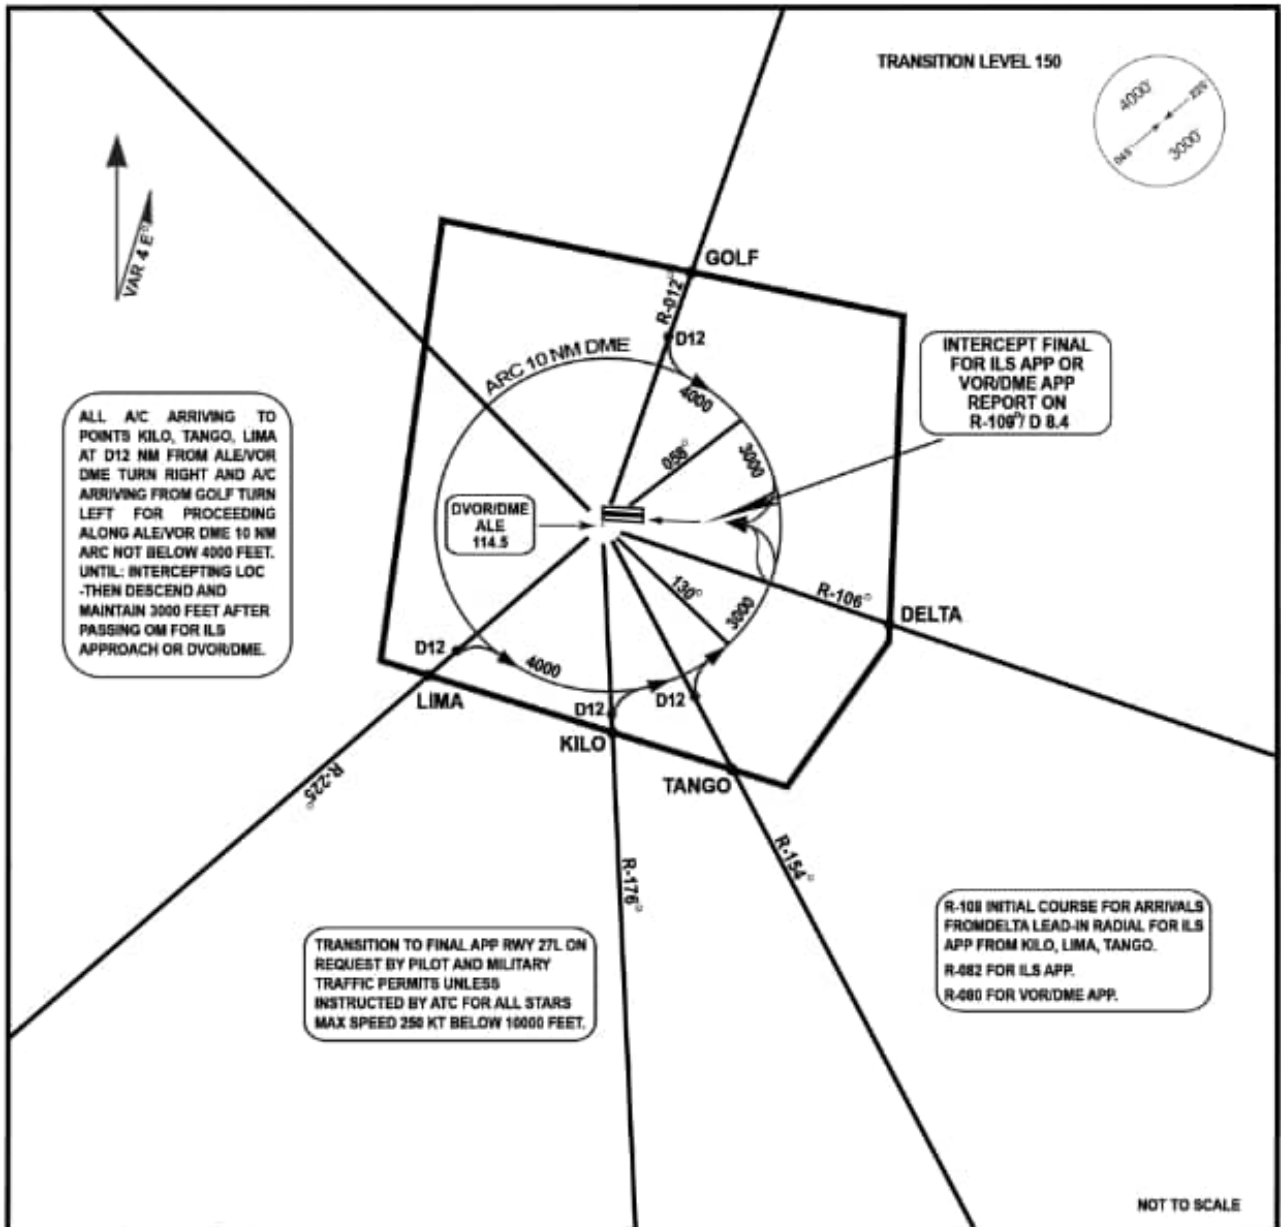 TRANSITION LEVEL 150
4000'
225°
045°
3000'
VAR 4 E°
GOLF
R-012°
D12
ARC 10 NM DME
4000
058°
3000
INTERCEPT FINAL
FOR ILS APP OR
VOR/DME APP
REPORT ON
R-109°/ D 8.4
ALL A/C ARRIVING TO
POINTS KILO, TANGO, LIMA
AT D12 NM FROM ALE/VOR
DME TURN RIGHT AND A/C
ARRIVING FROM GOLF TURN
LEFT FOR PROCEEDING
ALONG ALE/VOR DME 10 NM
ARC NOT BELOW 4000 FEET.
UNTIL: INTERCEPTING LOC
-THEN DESCEND AND
MAINTAIN 3000 FEET AFTER
PASSING OM FOR ILS
APPROACH OR DVOR/DME.
DVOR/DME
ALE
114.5
130°
3000
R-106°
DELTA
D12
4000
LIMA
D12
D12
KILO
TANGO
R-225°
R-176°
R-154°
TRANSITION TO FINAL APP RWY 27L ON
REQUEST BY PILOT AND MILITARY
TRAFFIC PERMITS UNLESS
INSTRUCTED BY ATC FOR ALL STARS
MAX SPEED 250 KT BELOW 10000 FEET.
R-108 INITIAL COURSE FOR ARRIVALS
FROMDELTA LEAD-IN RADIAL FOR ILS
APP FROM KILO, LIMA, TANGO.
R-082 FOR ILS APP.
R-080 FOR VOR/DME APP.
NOT TO SCALE